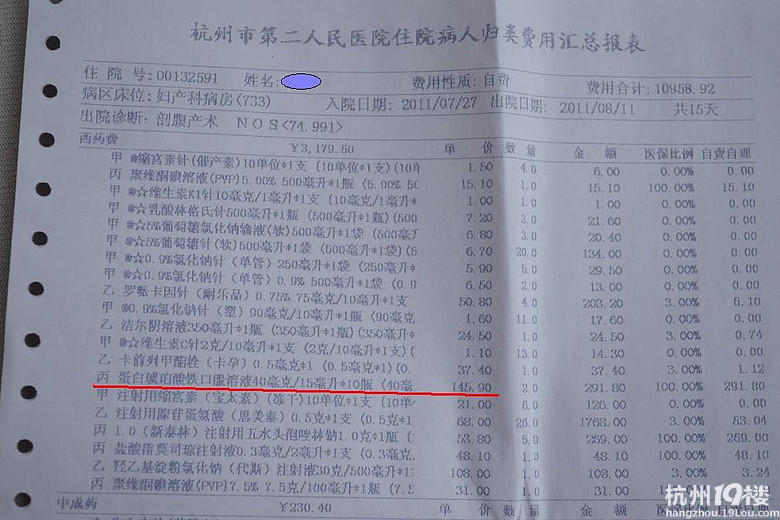 杭州市第二人民医院住院病人归类费用汇总报表
住院号:00132591 姓名: 费用性质:自费 费用合计:10958.92
病区床位:妇产科病房(733) 入院日期:2011/07/27 出院日期:2011/08/11 共15天
出院诊断:剖腹产术 NOS<74.991>
西药费 ¥3,179.50 单价 数量 金额 医保比例 自费自理
甲 @缩宫素针(催产素)10单位*1支 (10单位*1支)(10单 1.50 4.0 6.00 0.00% 0.00
丙 聚维酮碘溶液(PVP)5.00% 500毫升*1瓶 (5.00% 50 15.10 1.0 15.10 100.00% 15.10
甲 @☆维生素K1针10毫克/1毫升*1支 (10毫克/1毫升* 1.00 1.0 1.00 0.00% 0.00
甲 @☆乳酸林格氏针500毫升*1瓶 (500毫升*1瓶)(500 7.20 3.0 21.60 0.00% 0.00
甲 @☆5%葡萄糖氯化钠输液(软)500毫升*1袋 (500毫升 6.80 3.0 20.40 0.00% 0.00
甲 @☆5%葡萄糖针(软)500毫升*1袋 (500毫升*1袋)(5 6.70 20.0 134.00 0.00% 0.00
甲 @☆0.9%氯化钠针 (单管) 250毫升*1袋 (250毫升 5.90 5.0 29.50 0.00% 0.00
甲 @☆0.9%氯化钠针 (单管) 500毫升*1袋 (500毫升 6.50 2.0 13.00 0.00% 0.00
乙 罗哌卡因针 (耐乐品) 0.75% 75毫克/10毫升*1支 50.80 4.0 203.20 3.00% 6.10
甲 @0.9%氯化钠针(塑) 90毫克/10毫升*1瓶 (90毫克 1.60 11.0 17.60 0.00% 0.00
乙 洁尔阴溶液350毫升*1瓶 (350毫升*1瓶)(350毫升 24.50 1.0 24.50 3.00% 0.74
甲 @☆维生素C针2克/10毫升*1支 (2克/10毫升*1支) 1.10 13.0 14.30 0.00% 0.00
乙 卡前列甲酯栓 (卡孕) 0.5毫克*1 (0.5毫克*1)(0. 37.40 1.0 37.40 3.00% 1.12
丙 蛋白琥珀酸铁口服溶液40毫克/15毫升*10瓶 (40毫 145.90 2.0 291.80 100.00% 291.80
甲 注射用缩宫素 (宝太素) (冻干)10单位*1支 (10单 21.00 6.0 126.00 0.00% 0.00
乙 注射用腺苷蛋氨酸 (思美泰) 0.5克*1支 (0.5克*1 68.00 26.0 1768.00 3.00% 53.04
丙 1.0 (新泰林) 注射用五水头孢唑林钠1.0克*1瓶 53.80 5.0 269.00 100.00% 269.00
丙 盐酸雷莫司琼注射液0.3毫克/2毫升*1支 (0.3毫克 48.10 1.0 48.10 100.00% 48.10
乙 羟乙基淀粉氯化钠 (代斯) 注射液30克/500毫升* 108.00 1.0 108.00 3.00% 3.24
丙 聚维酮碘溶液(PVP)7.5% 7.5克/100毫升*1瓶 (7.5 31.00 1.0 31.00 100.00% 31.00
中成药 ¥230.40
杭州19楼
hangzhou.19lou.com